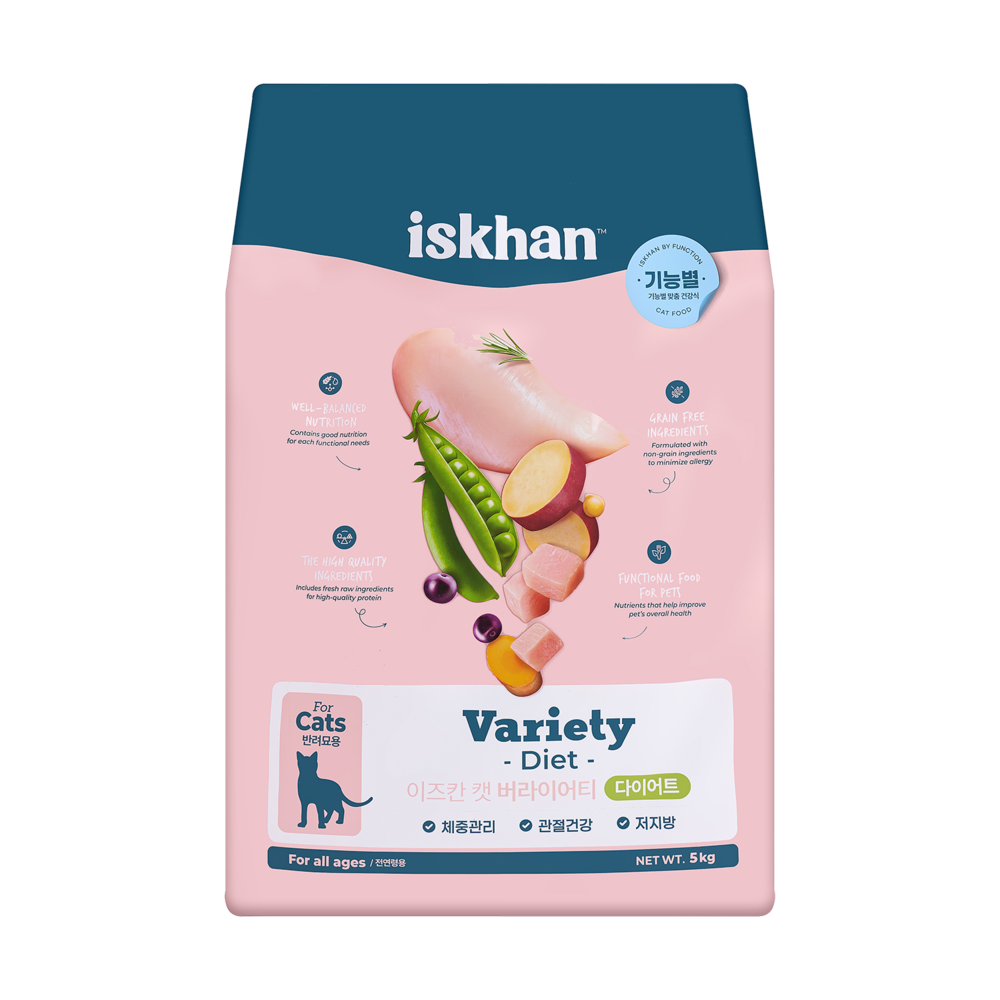 iskhan™
ISKHAN BY FUNCTION
·기능별·
기능별 맞춤 건강식
CAT FOOD
WELL-BALANCED
NUTRITION
Contains good nutrition
for each functional needs
GRAIN FREE
INGREDIENTS
Formulated with
non-grain ingredients
to minimize allergy
THE HIGH QUALITY
INGREDIENTS
Includes fresh raw ingredients
for high-quality protein
FUNCTIONAL FOOD
FOR PETS
Nutrients that help improve
pet's overall health
For
Cats
반려묘용
Variety
- Diet -
이즈칸 캣 버라이어티 다이어트
체중관리 관절건강 저지방
For all ages / 전연령용
NET WT. 5kg